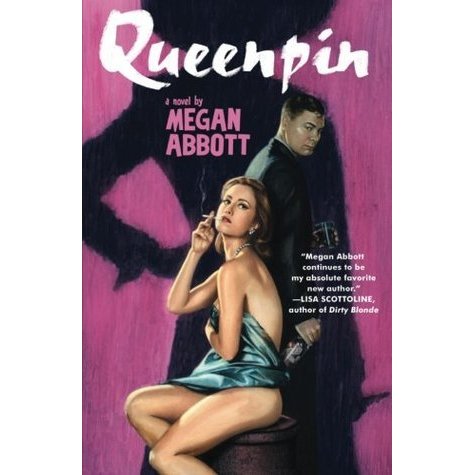 Queenpin
a novel by
MEGAN
ABBOTT
"Megan Abbott
continues to be
my absolute favorite
new author."
—LISA SCOTTOLINE,
author of Dirty Blonde